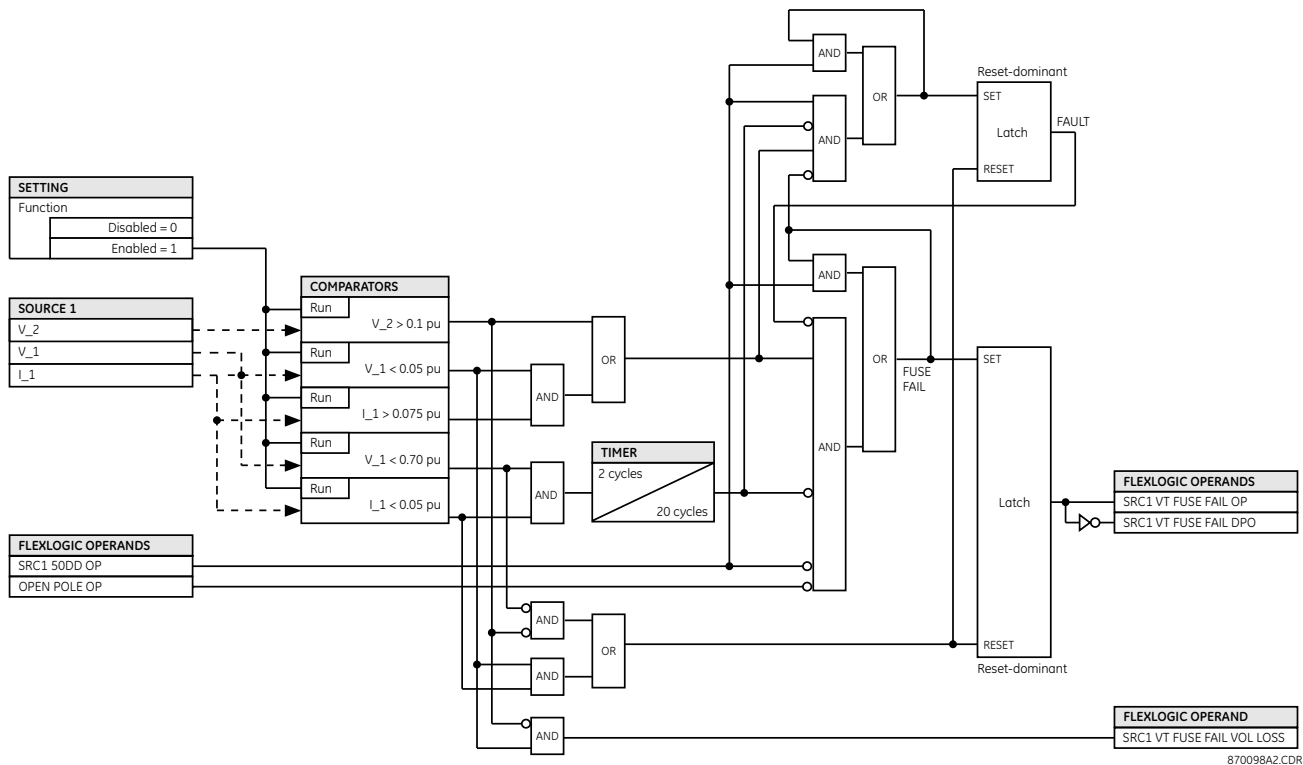 SETTING
Function
Disabled = 0
Enabled = 1
SOURCE 1
V_2
V_1
I_1
FLEXLOGIC OPERANDS
SRC1 50DD OP
OPEN POLE OP
COMPARATORS
Run
V_2 > 0.1 pu
Run
V_1 < 0.05 pu
Run
I_1 > 0.075 pu
Run
V_1 < 0.70 pu
Run
I_1 < 0.05 pu
AND
OR
AND
TIMER
2 cycles
20 cycles
AND
AND
OR
AND
AND
AND
OR
AND
AND
OR
FUSE
FAIL
Reset-dominant
SET
Latch
RESET
FAULT
SET
Latch
RESET
Reset-dominant
FLEXLOGIC OPERANDS
SRC1 VT FUSE FAIL OP
SRC1 VT FUSE FAIL DPO
FLEXLOGIC OPERAND
SRC1 VT FUSE FAIL VOL LOSS
870098A2.CDR